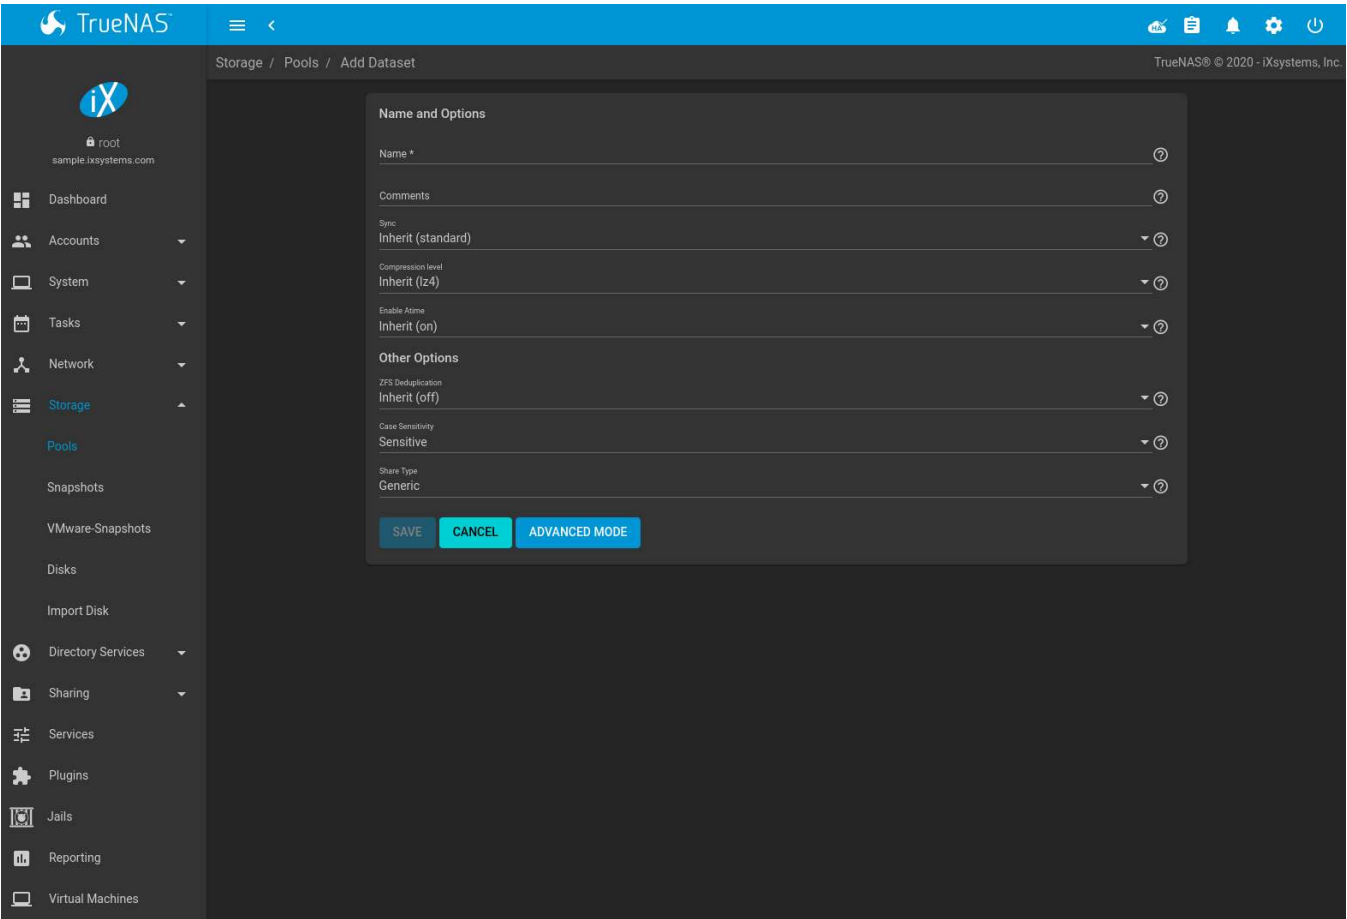 TrueNAS®
HA
Storage / Pools / Add Dataset
TrueNAS® © 2020 - iXsystems, Inc.
iX
root
sample.ixsystems.com
Dashboard
Accounts
System
Tasks
Network
Storage
Pools
Snapshots
VMware-Snapshots
Disks
Import Disk
Directory Services
Sharing
Services
Plugins
Jails
Reporting
Virtual Machines
Name and Options
Name *
Comments
Sync
Inherit (standard)
Compression level
Inherit (lz4)
Enable Atime
Inherit (on)
Other Options
ZFS Deduplication
Inherit (off)
Case Sensitivity
Sensitive
Share Type
Generic
SAVE CANCEL ADVANCED MODE